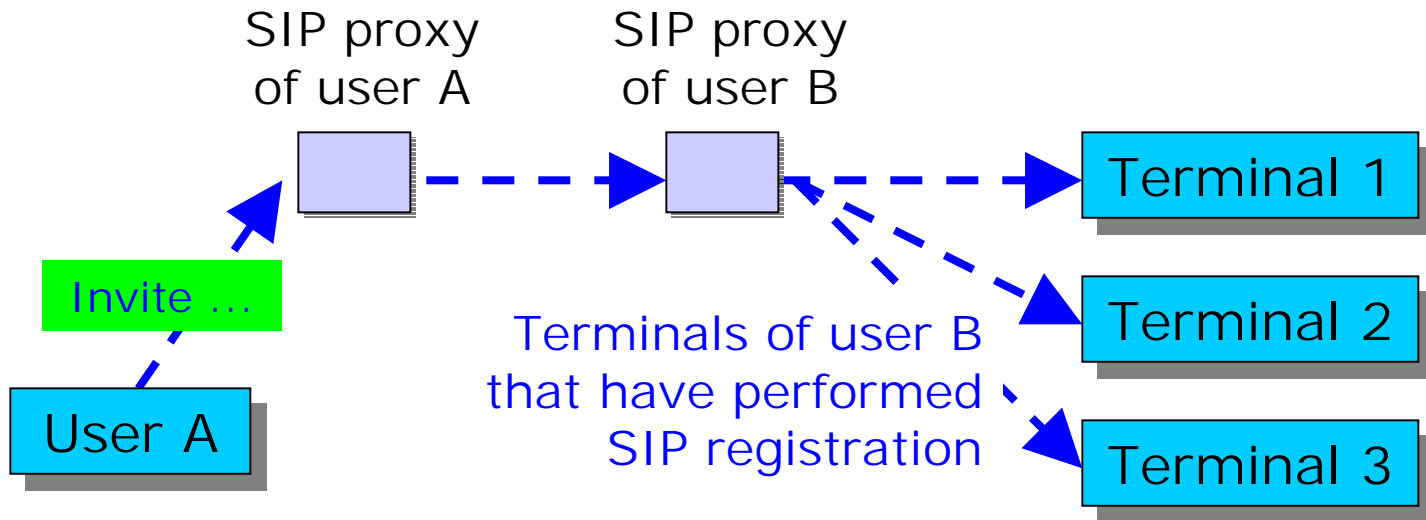 SIP proxy
of user A
SIP proxy
of user B
Terminal 1
Invite ...
Terminal 2
Terminals of user B
that have performed
SIP registration
User A
Terminal 3